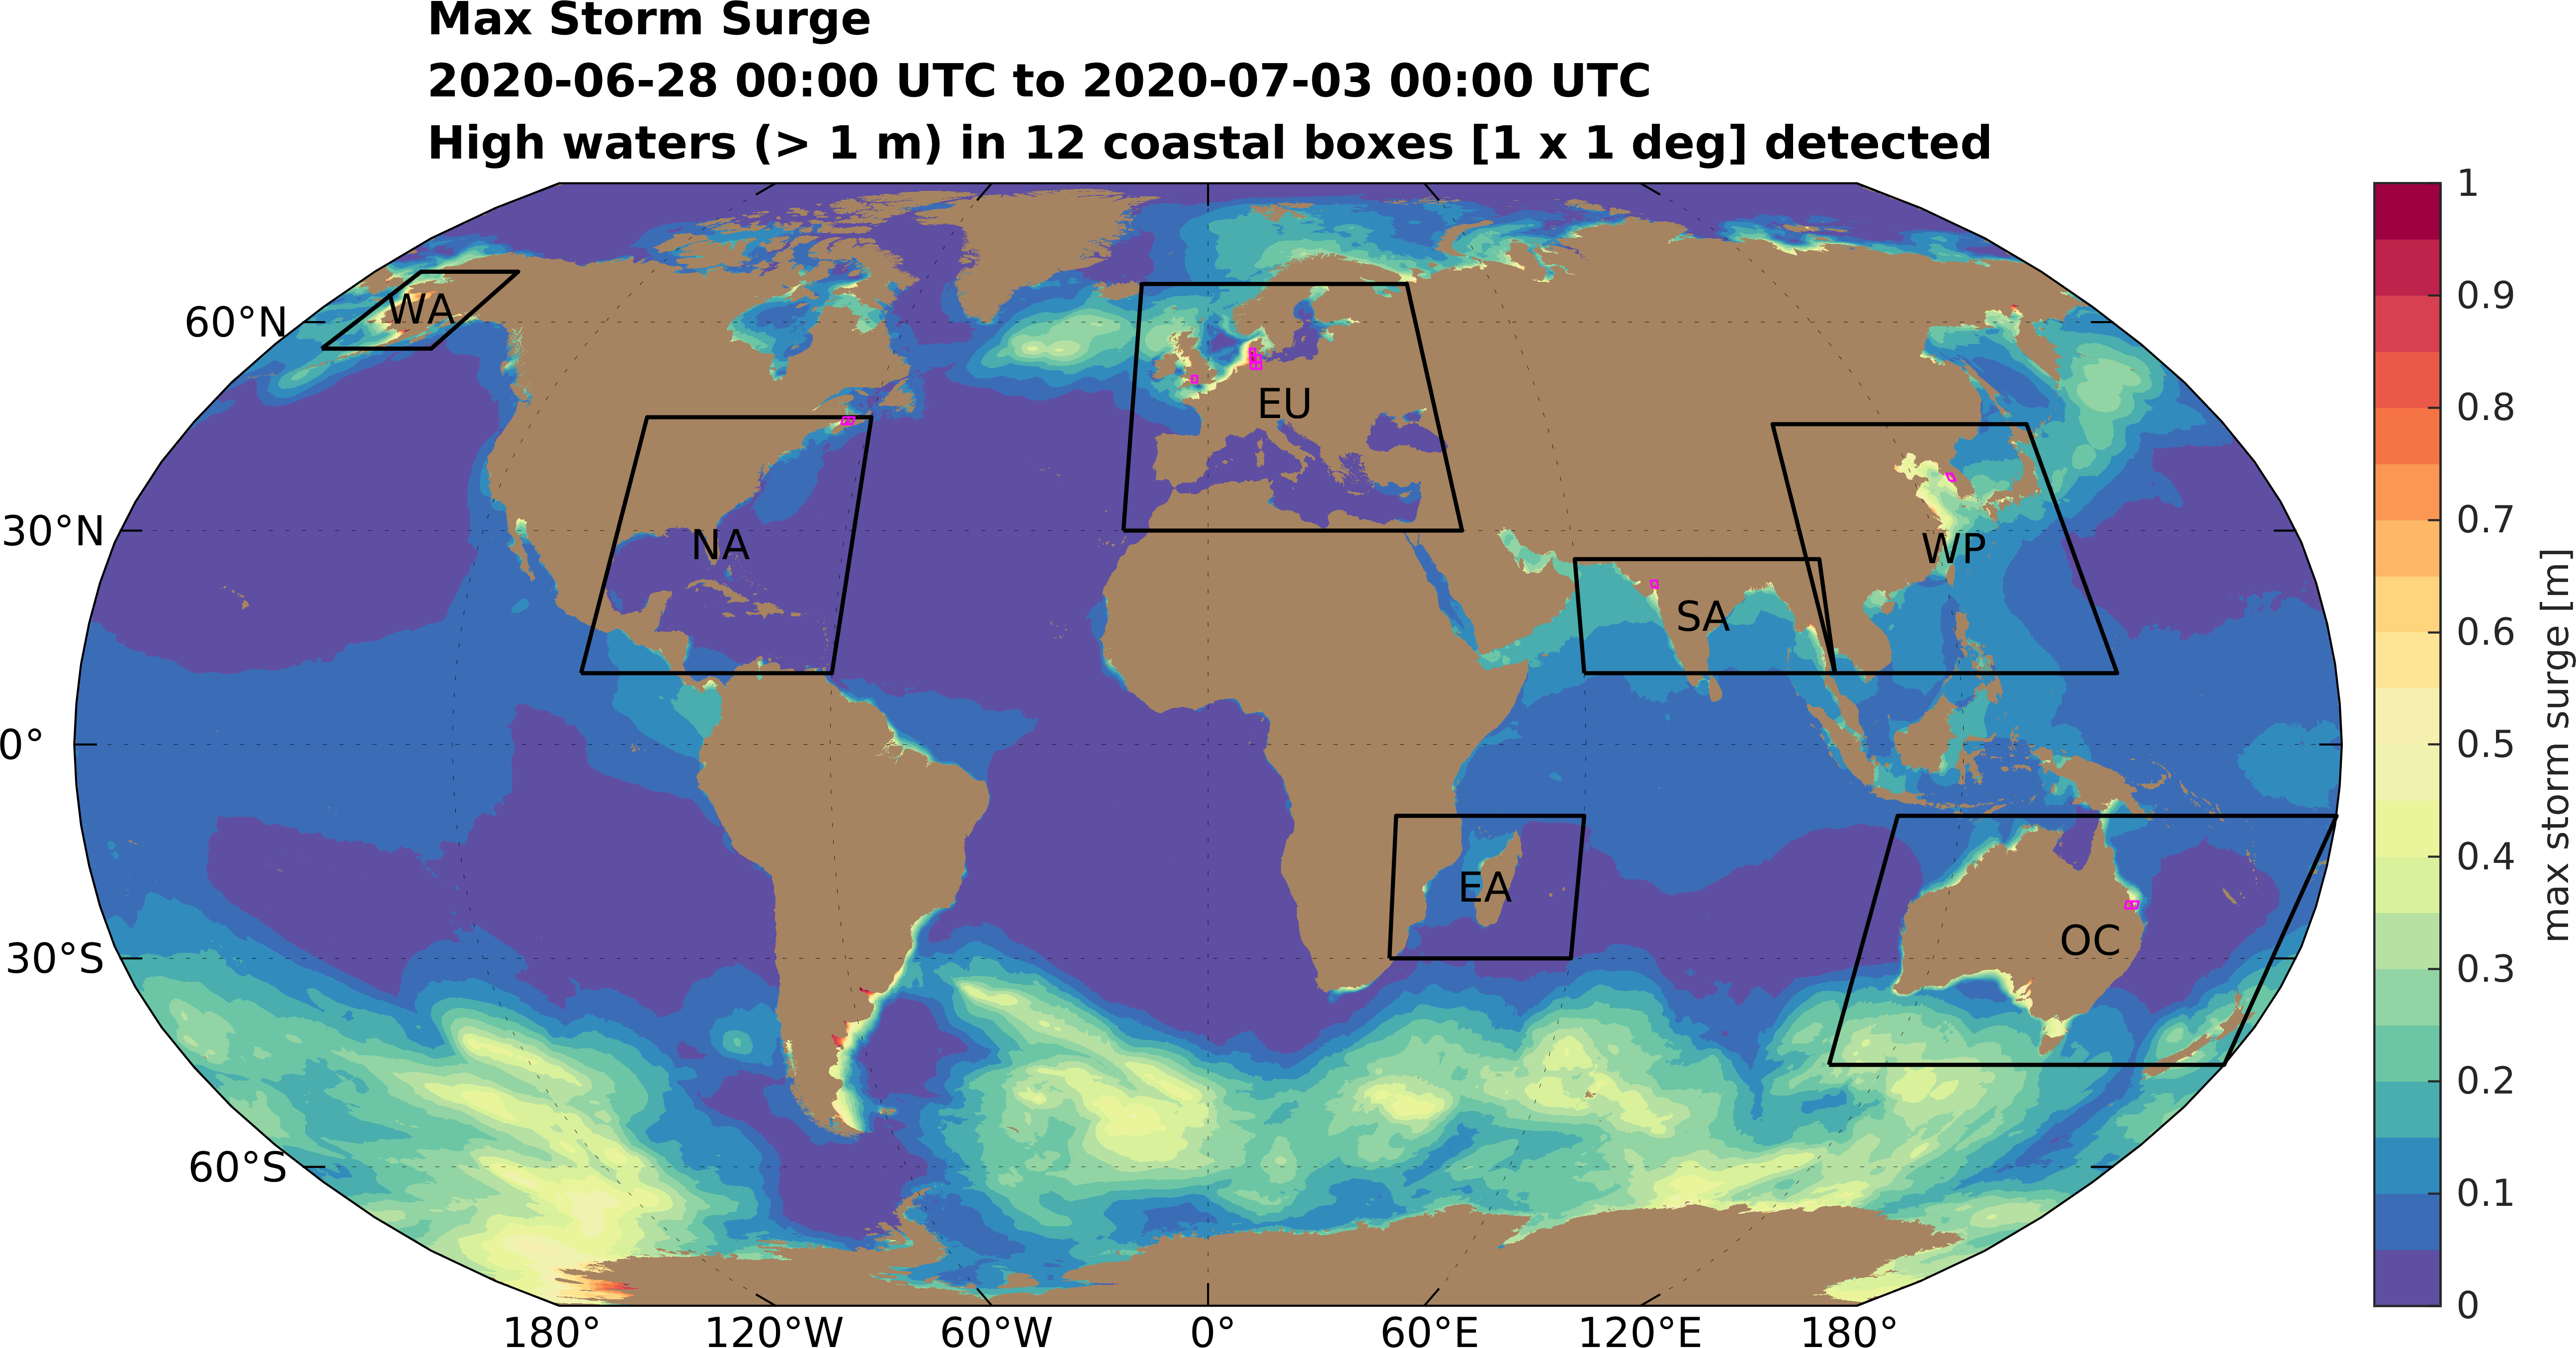 Max Storm Surge
2020-06-28 00:00 UTC to 2020-07-03 00:00 UTC
High waters (> 1 m) in 12 coastal boxes [1 x 1 deg] detected
WA
60°N
EU
NA
30°N
WP
SA
0°
EA
OC
30°S
60°S
180°
120°W
60°W
0°
60°E
120°E
180°
1
0.9
0.8
0.7
0.6
0.5
0.4
0.3
0.2
0.1
0
max storm surge [m]